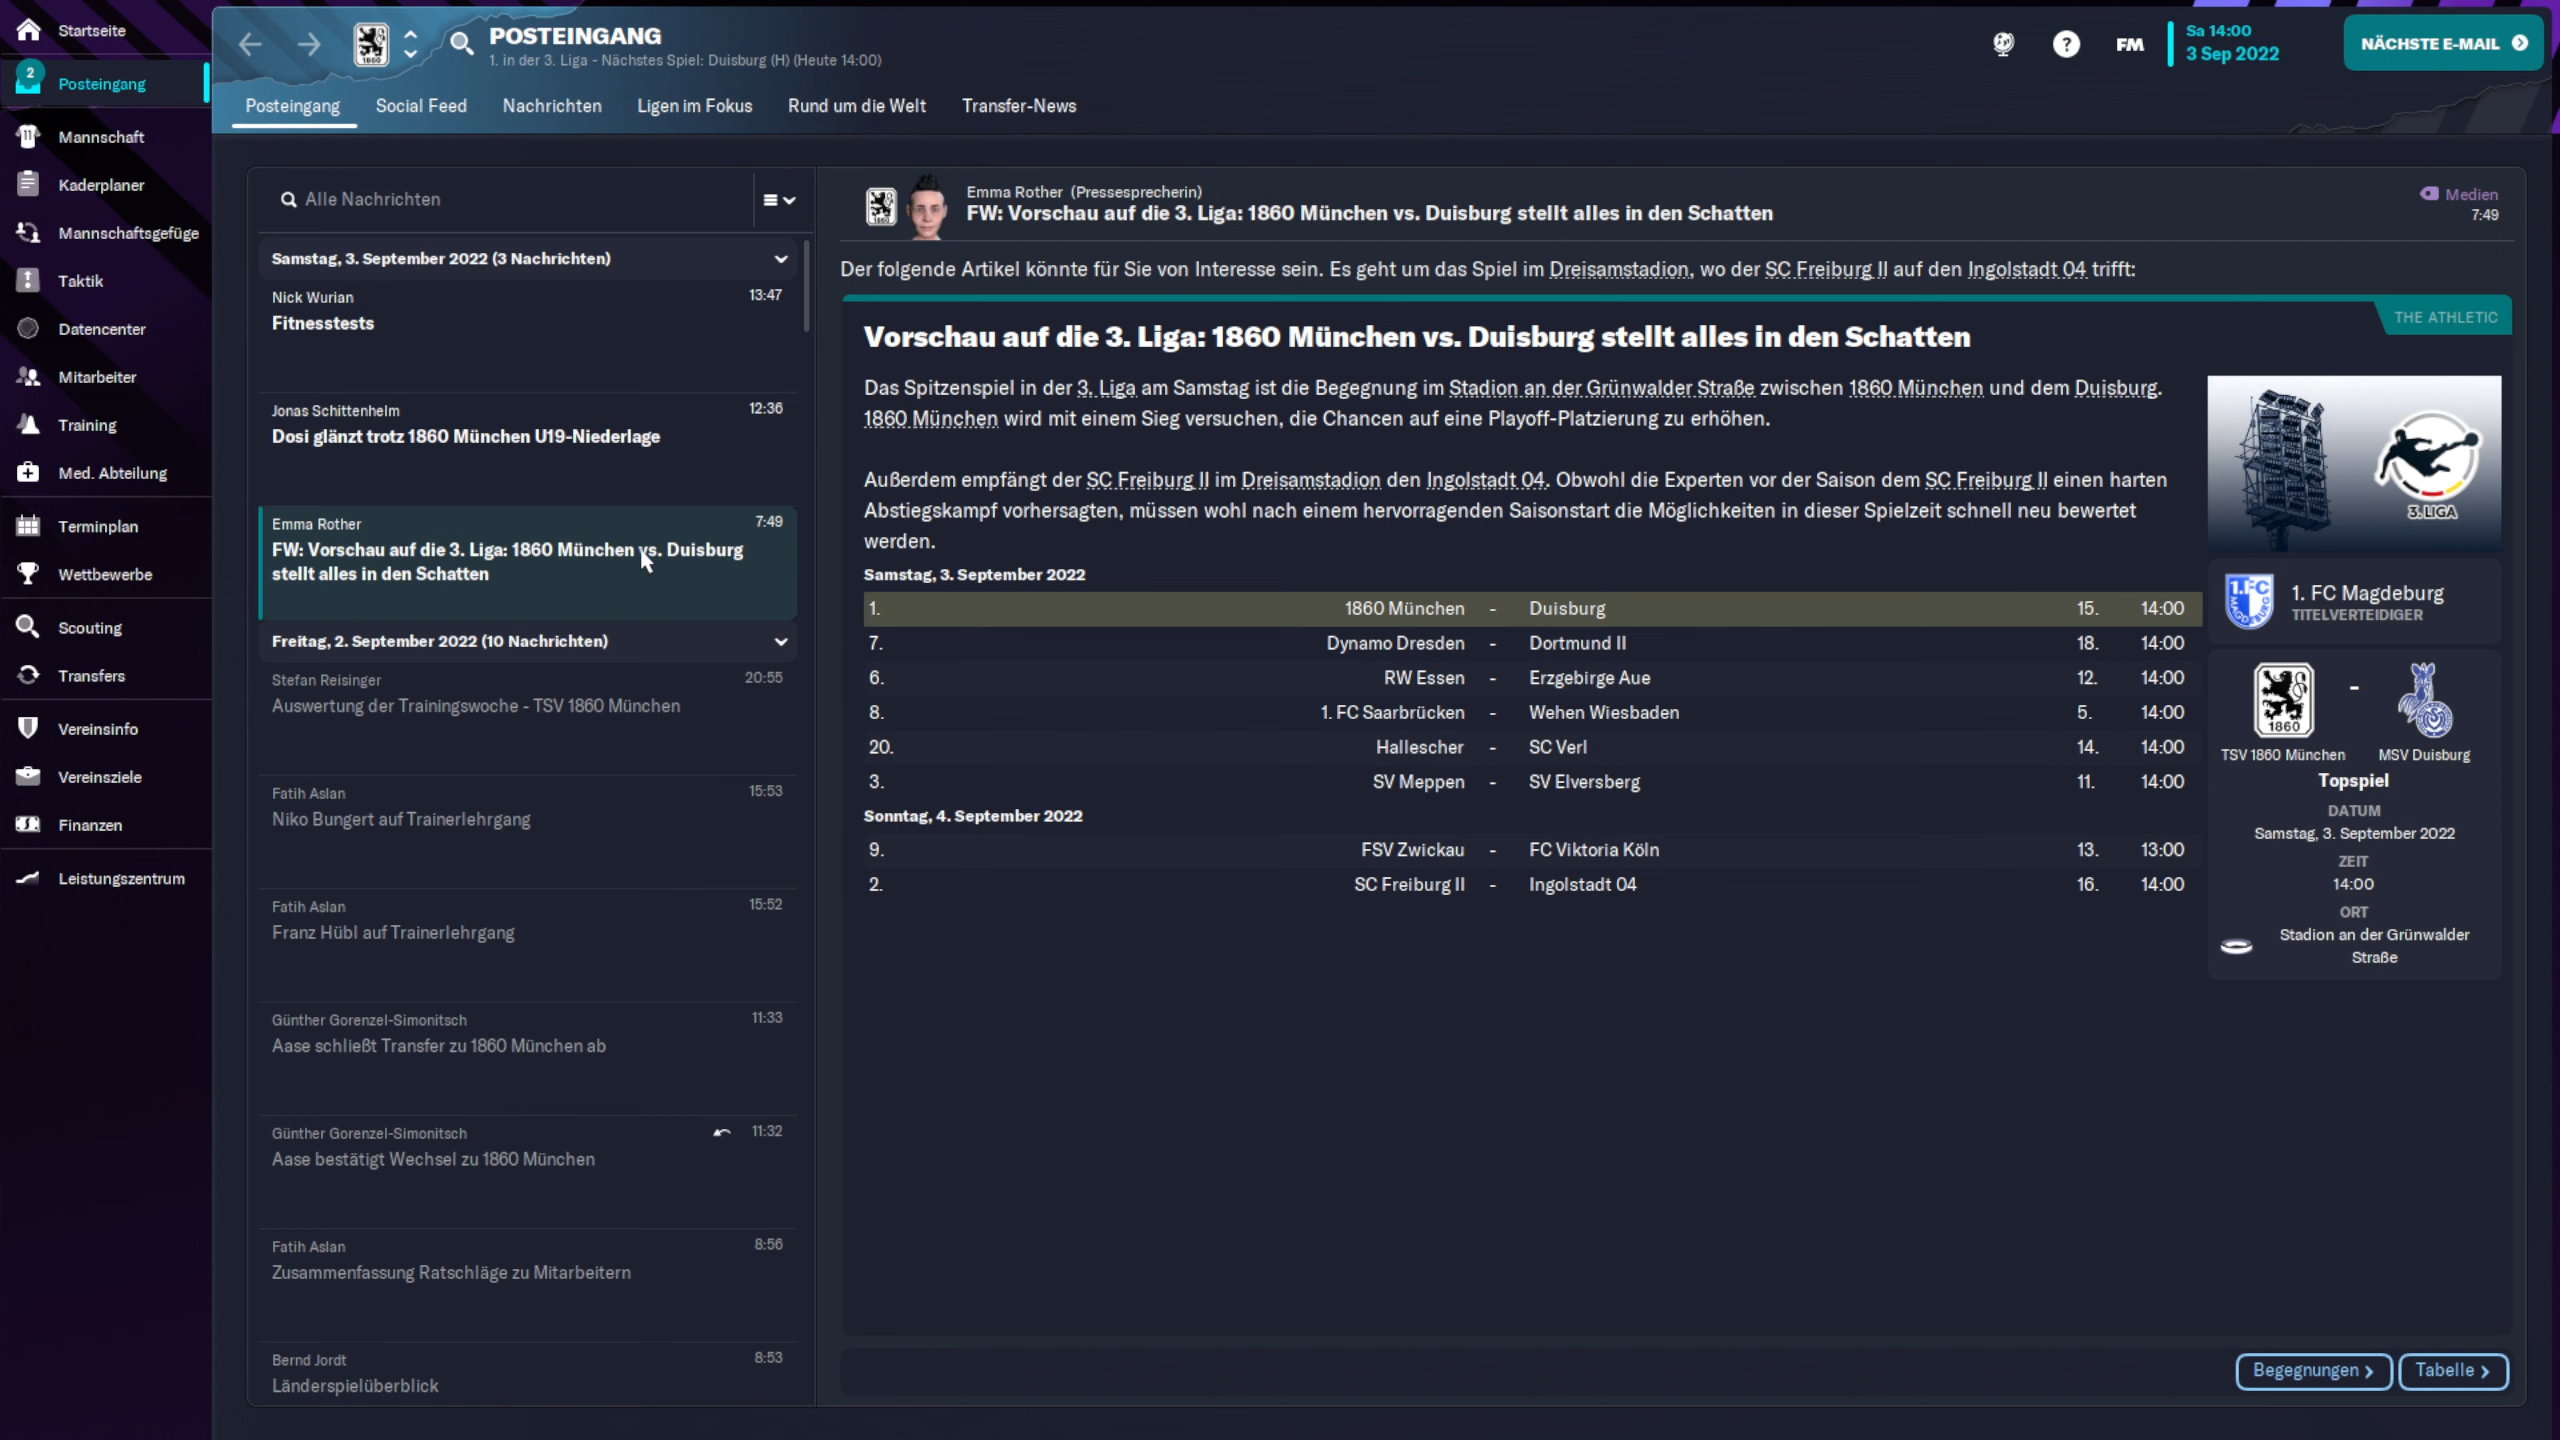 Startseite
2
Posteingang
Mannschaft
Kaderplaner
Mannschaftsgefüge
Taktik
Datencenter
Mitarbeiter
Training
Med. Abteilung
Terminplan
Wettbewerbe
Scouting
Transfers
Vereinsinfo
Vereinsziele
Finanzen
Leistungszentrum
1860
POSTEINGANG
1. in der 3. Liga - Nächstes Spiel: Duisburg (H) (Heute 14:00)
?
FM
Sa 14:00
3 Sep 2022
NÄCHSTE E-MAIL
Posteingang Social Feed Nachrichten Ligen im Fokus Rund um die Welt Transfer-News
Alle Nachrichten
Samstag, 3. September 2022 (3 Nachrichten)
Nick Wurian 13:47
Fitnesstests
Jonas Schittenhelm 12:36
Dosi glänzt trotz 1860 München U19-Niederlage
Emma Rother 7:49
FW: Vorschau auf die 3. Liga: 1860 München vs. Duisburg
stellt alles in den Schatten
Freitag, 2. September 2022 (10 Nachrichten)
Stefan Reisinger 20:55
Auswertung der Trainingswoche - TSV 1860 München
Fatih Aslan 15:53
Niko Bungert auf Trainerlehrgang
Fatih Aslan 15:52
Franz Hübl auf Trainerlehrgang
Günther Gorenzel-Simonitsch 11:33
Aase schließt Transfer zu 1860 München ab
Günther Gorenzel-Simonitsch 11:32
Aase bestätigt Wechsel zu 1860 München
Fatih Aslan 8:56
Zusammenfassung Ratschläge zu Mitarbeitern
Bernd Jordt 8:53
Länderspielüberblick
Emma Rother (Pressesprecherin)
FW: Vorschau auf die 3. Liga: 1860 München vs. Duisburg stellt alles in den Schatten
Medien
7:49
Der folgende Artikel könnte für Sie von Interesse sein. Es geht um das Spiel im Dreisamstadion, wo der SC Freiburg II auf den Ingolstadt 04 trifft:
THE ATHLETIC
Vorschau auf die 3. Liga: 1860 München vs. Duisburg stellt alles in den Schatten
Das Spitzenspiel in der 3. Liga am Samstag ist die Begegnung im Stadion an der Grünwalder Straße zwischen 1860 München und dem Duisburg.
1860 München wird mit einem Sieg versuchen, die Chancen auf eine Playoff-Platzierung zu erhöhen.
Außerdem empfängt der SC Freiburg II im Dreisamstadion den Ingolstadt 04. Obwohl die Experten vor der Saison dem SC Freiburg II einen harten
Abstiegskampf vorhersagten, müssen wohl nach einem hervorragenden Saisonstart die Möglichkeiten in dieser Spielzeit schnell neu bewertet
werden.
Samstag, 3. September 2022
1. 1860 München - Duisburg 15. 14:00
7. Dynamo Dresden - Dortmund II 18. 14:00
6. RW Essen - Erzgebirge Aue 12. 14:00
8. 1. FC Saarbrücken - Wehen Wiesbaden 5. 14:00
20. Hallescher - SC Verl 14. 14:00
3. SV Meppen - SV Elversberg 11. 14:00
Sonntag, 4. September 2022
9. FSV Zwickau - FC Viktoria Köln 13. 13:00
2. SC Freiburg II - Ingolstadt 04 16. 14:00
3. LIGA
1.FC
1. FC Magdeburg
TITELVERTEIDIGER
1860
-
TSV 1860 München MSV Duisburg
Topspiel
DATUM
Samstag, 3. September 2022
ZEIT
14:00
ORT
Stadion an der Grünwalder
Straße
Begegnungen
Tabelle